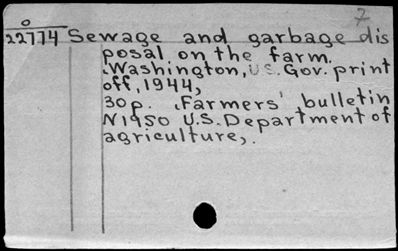 7
0
22774 Sewage and garbage dis
posal on the farm.
Washington, US. Gov. print
off, 1944,
30p. Farmers' bulletin
N1950 U.S. Department of
agriculture,.